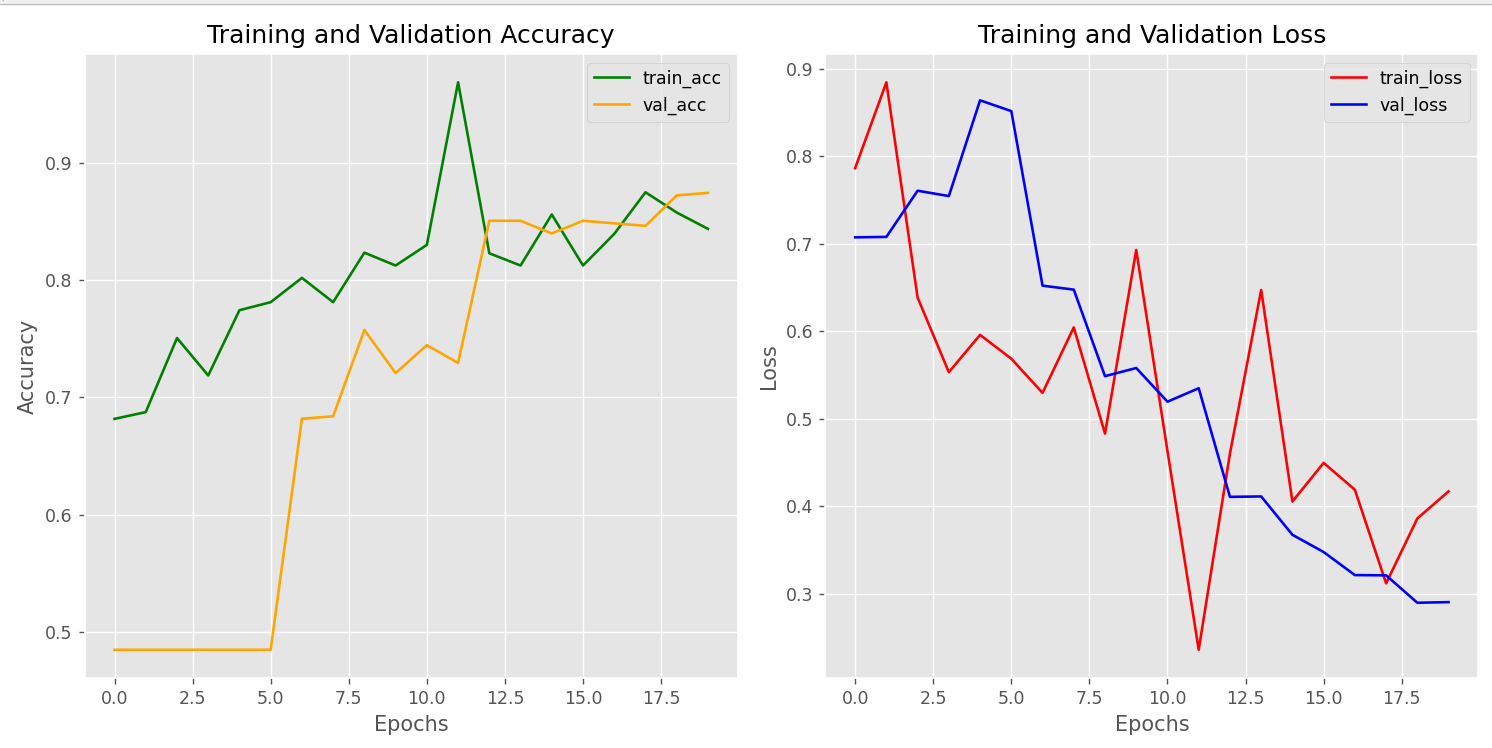 Training and Validation Accuracy
train_acc
val_acc
0.9
0.8
0.7
0.6
0.5
Accuracy
0.0 2.5 5.0 7.5 10.0 12.5 15.0 17.5
Epochs
Training and Validation Loss
train_loss
val_loss
0.9
0.8
0.7
0.6
0.5
0.4
0.3
Loss
0.0 2.5 5.0 7.5 10.0 12.5 15.0 17.5
Epochs